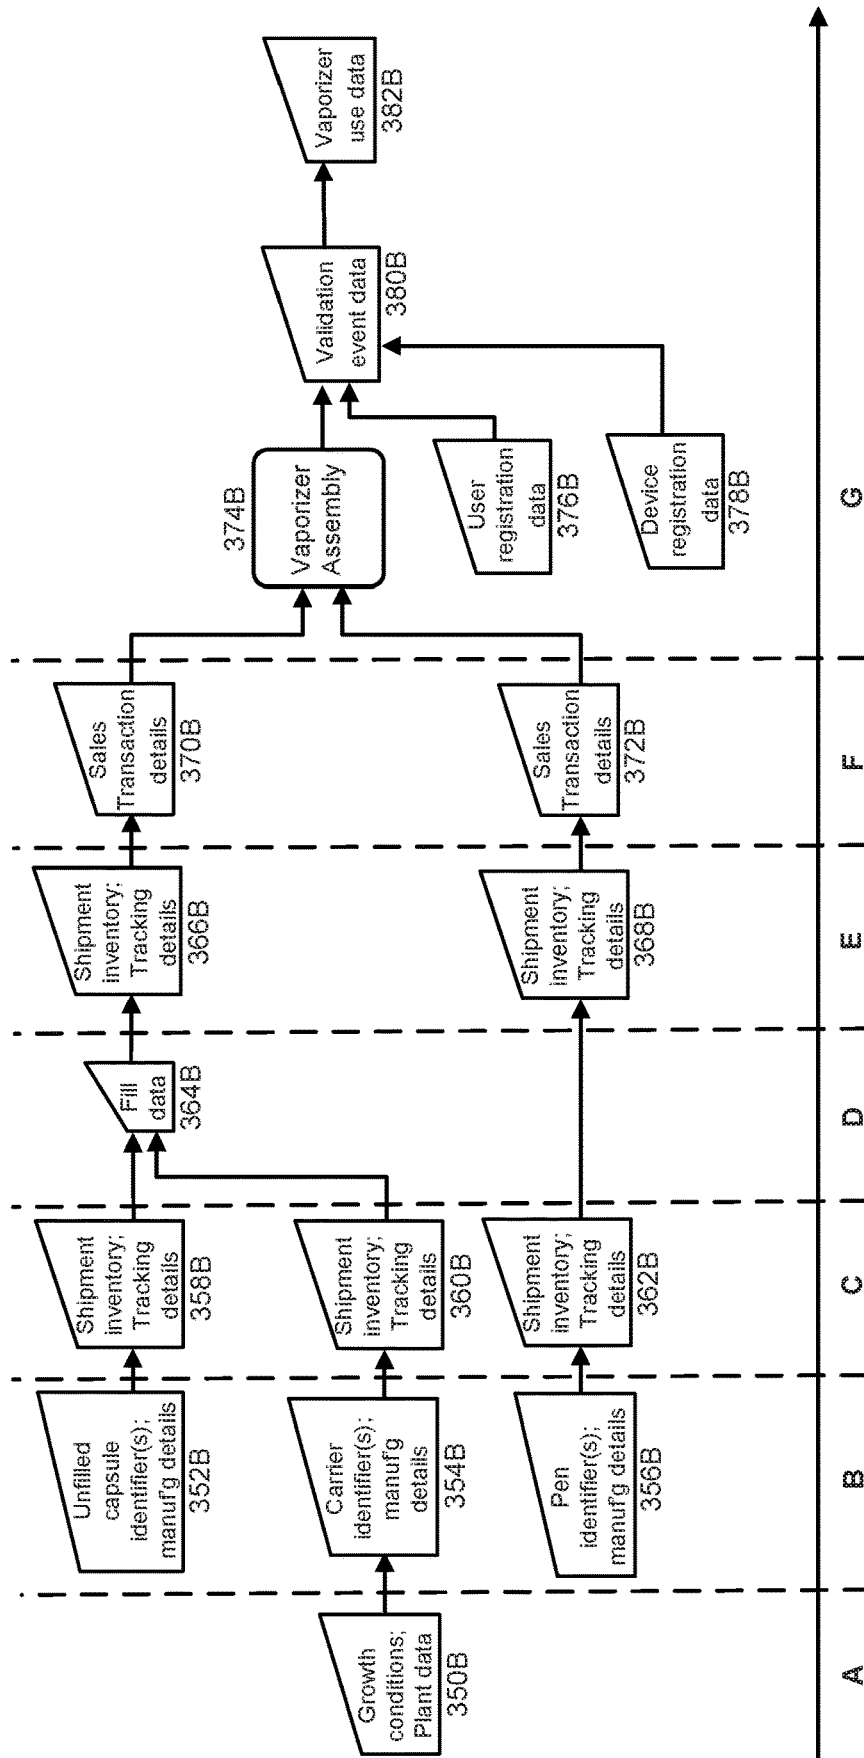 Growth
conditions;
Plant data
350B
Unfilled
capsule
identifier(s);
manuf'g details
352B
Carrier
identifier(s);
manuf'g
details
354B
Pen
identifier(s);
manuf'g details
356B
Shipment
inventory;
Tracking
details
358B
Shipment
inventory;
Tracking
details
360B
Shipment
inventory;
Tracking
details
362B
Fill
data
364B
Shipment
inventory;
Tracking
details
366B
Shipment
inventory;
Tracking
details
368B
Sales
Transaction
details
370B
Sales
Transaction
details
372B
374B
Vaporizer
Assembly
User
registration
data
376B
Device
registration
data
378B
Validation
event data
380B
Vaporizer
use data
382B
A
B
C
D
E
F
G